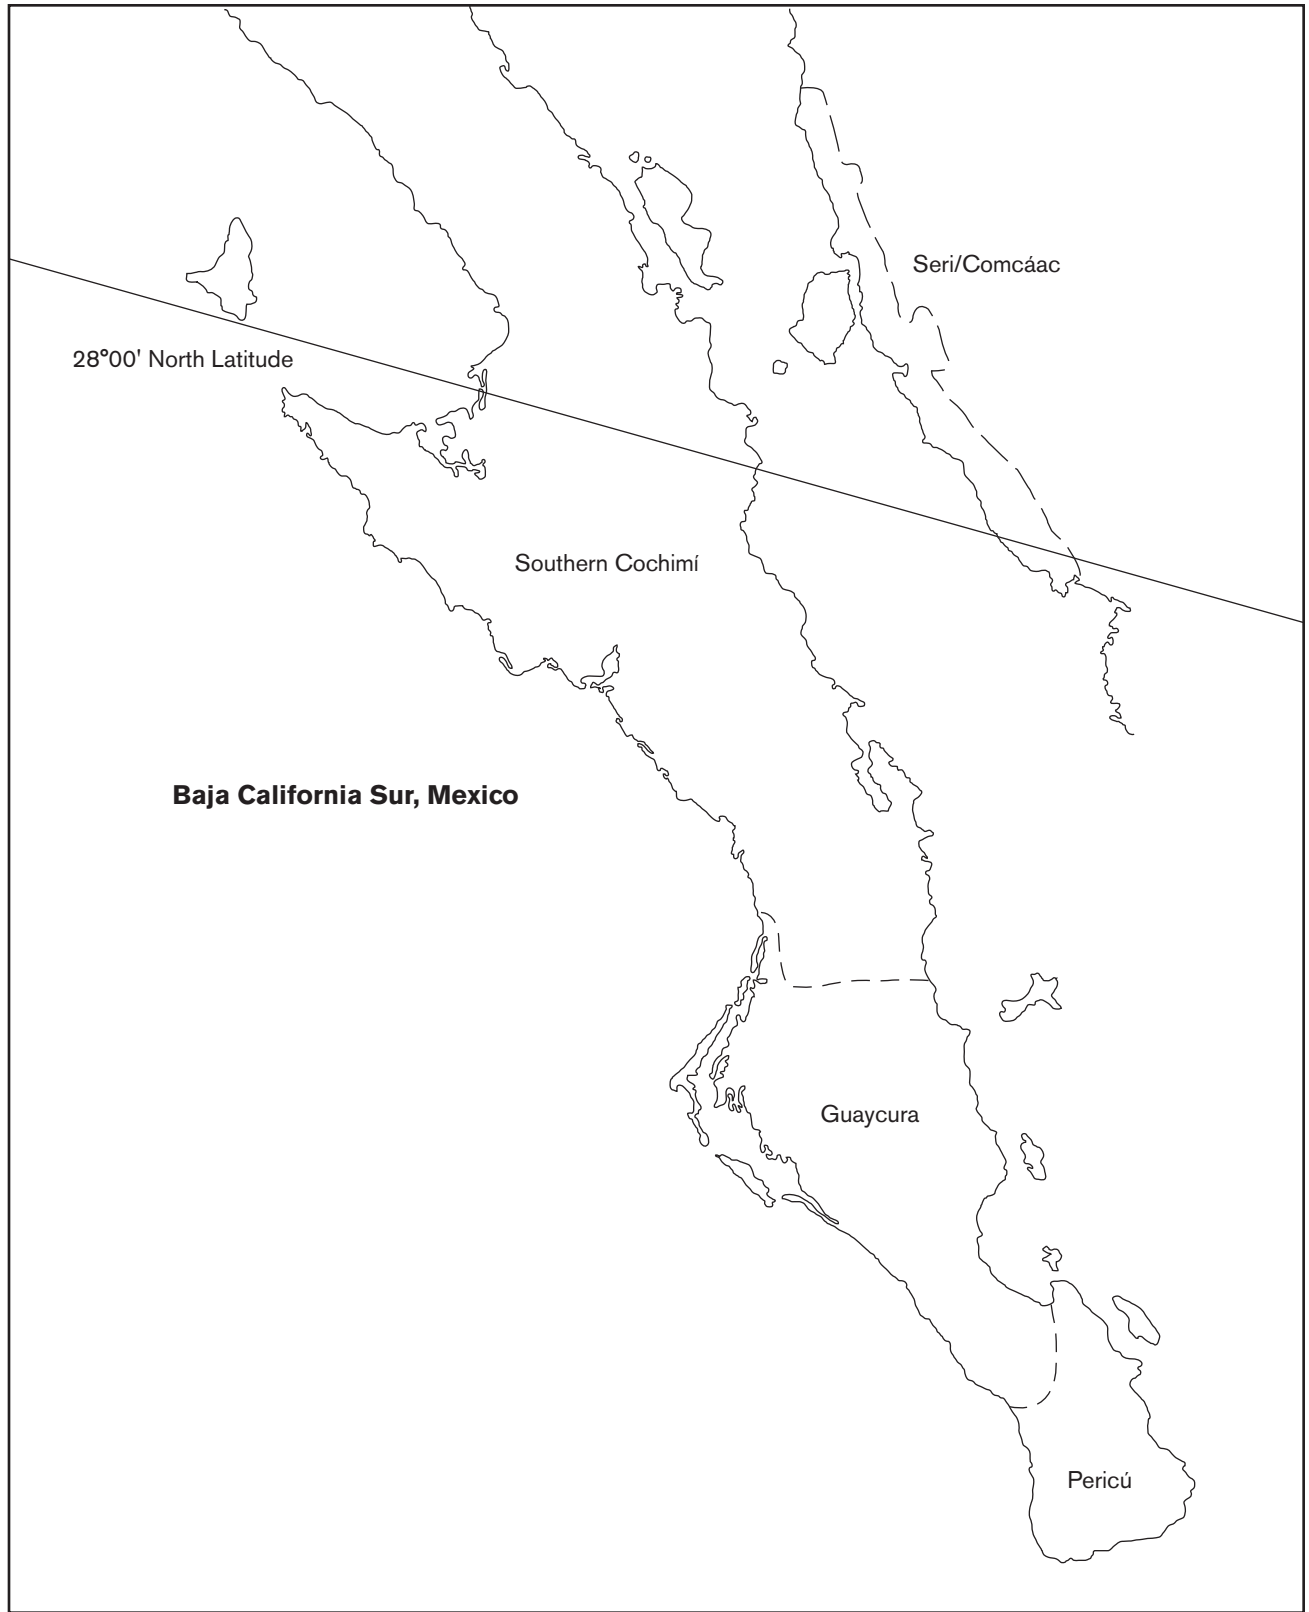 Seri/Comcáac
28°00' North Latitude
Southern Cochimí
Baja California Sur, Mexico
Guaycura
Pericú